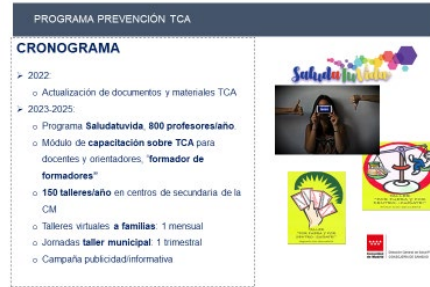 PROGRAMA PREVENCIÓN TCA
CRONOGRAMA
➤ 2022:
o Actualización de documentos y materiales TCA
➤ 2023-2025:
o Programa Saludatuvida, 800 profesores/año.
o Módulo de capacitación sobre TCA para
docentes y orientadores, "formador de
formadores"
o 150 talleres/año en centros de secundaria de la
CM
o Talleres virtuales a familias: 1 mensual
o Jornadas taller municipal: 1 trimestral
o Campaña publicidad/informativa
Saludatuvida
TALLER